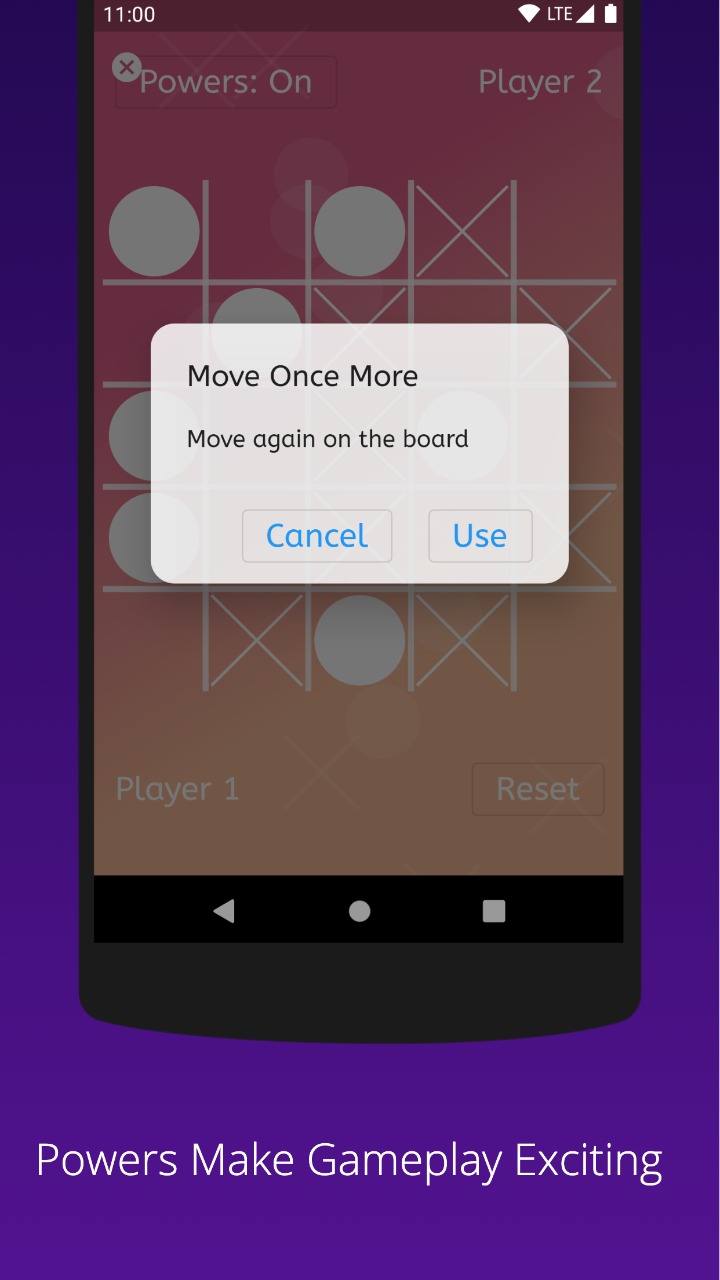 11:00 LTE
Powers: On Player 2
Move Once More
Move again on the board
Cancel Use
Player 1 Reset
Powers Make Gameplay Exciting